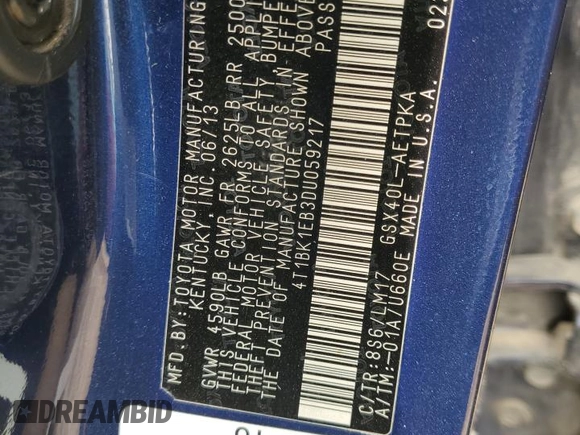 MFD. BY: TOYOTA MOTOR MANUFACTURING
KENTUCKY, INC. 06/13
GVWR 4590LB GAWR FR 2625LB RR 2500
THIS VEHICLE CONFORMS TO ALL APPLI
FEDERAL MOTOR VEHICLE SAFETY, BUMPE
THEFT PREVENTION STANDARDS IN EFFE
THE DATE OF MANUFACTURE SHOWN ABOVE
4T1BK1EB3DU059217 PASS
C/TR: 8S6 /LM17 GSX40L-AETPKA
A/TM: -01A/U660E MADE IN U.S.A. 02
DREAMBID